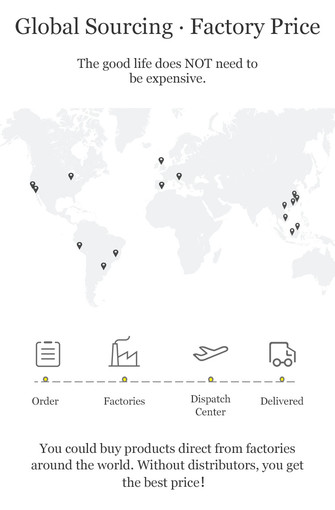 Global Sourcing · Factory Price
The good life does NOT need to
be expensive.
Order
Factories
Dispatch
Center
Delivered
You could buy products direct from factories
around the world. Without distributors, you get
the best price!